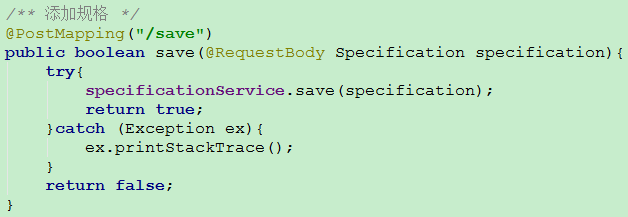 /** 添加规格 */
@PostMapping("/save")
public boolean save(@RequestBody Specification specification){
    try{
        specificationService.save(specification);
        return true;
    }catch (Exception ex){
        ex.printStackTrace();
    }
    return false;
}